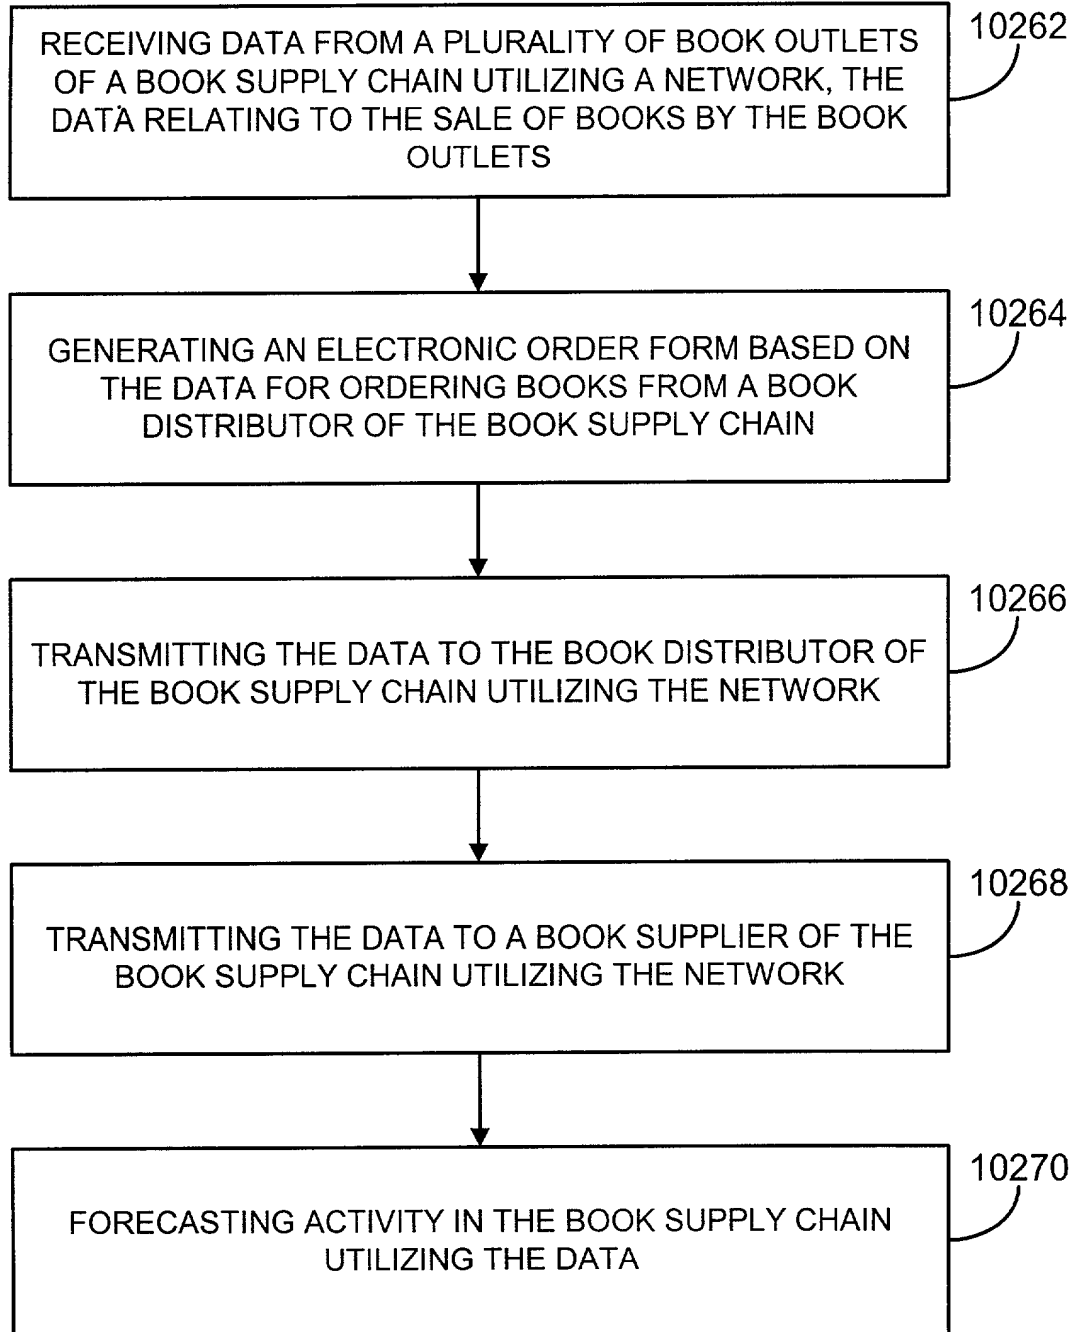 RECEIVING DATA FROM A PLURALITY OF BOOK OUTLETS
OF A BOOK SUPPLY CHAIN UTILIZING A NETWORK, THE
DATA RELATING TO THE SALE OF BOOKS BY THE BOOK
OUTLETS
10262
GENERATING AN ELECTRONIC ORDER FORM BASED ON
THE DATA FOR ORDERING BOOKS FROM A BOOK
DISTRIBUTOR OF THE BOOK SUPPLY CHAIN
10264
TRANSMITTING THE DATA TO THE BOOK DISTRIBUTOR OF
THE BOOK SUPPLY CHAIN UTILIZING THE NETWORK
10266
TRANSMITTING THE DATA TO A BOOK SUPPLIER OF THE
BOOK SUPPLY CHAIN UTILIZING THE NETWORK
10268
FORECASTING ACTIVITY IN THE BOOK SUPPLY CHAIN
UTILIZING THE DATA
10270